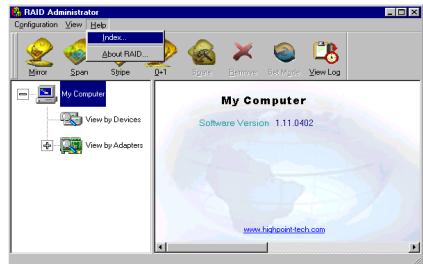 RAID Administrator
Configuration View Help
Index...
About RAID...
Mirror Span Stripe 0+1 Spare Remove Set Mode View Log
My Computer
View by Devices
View by Adapters
My Computer
Software Version 1.11.0402
www.highpoint-tech.com